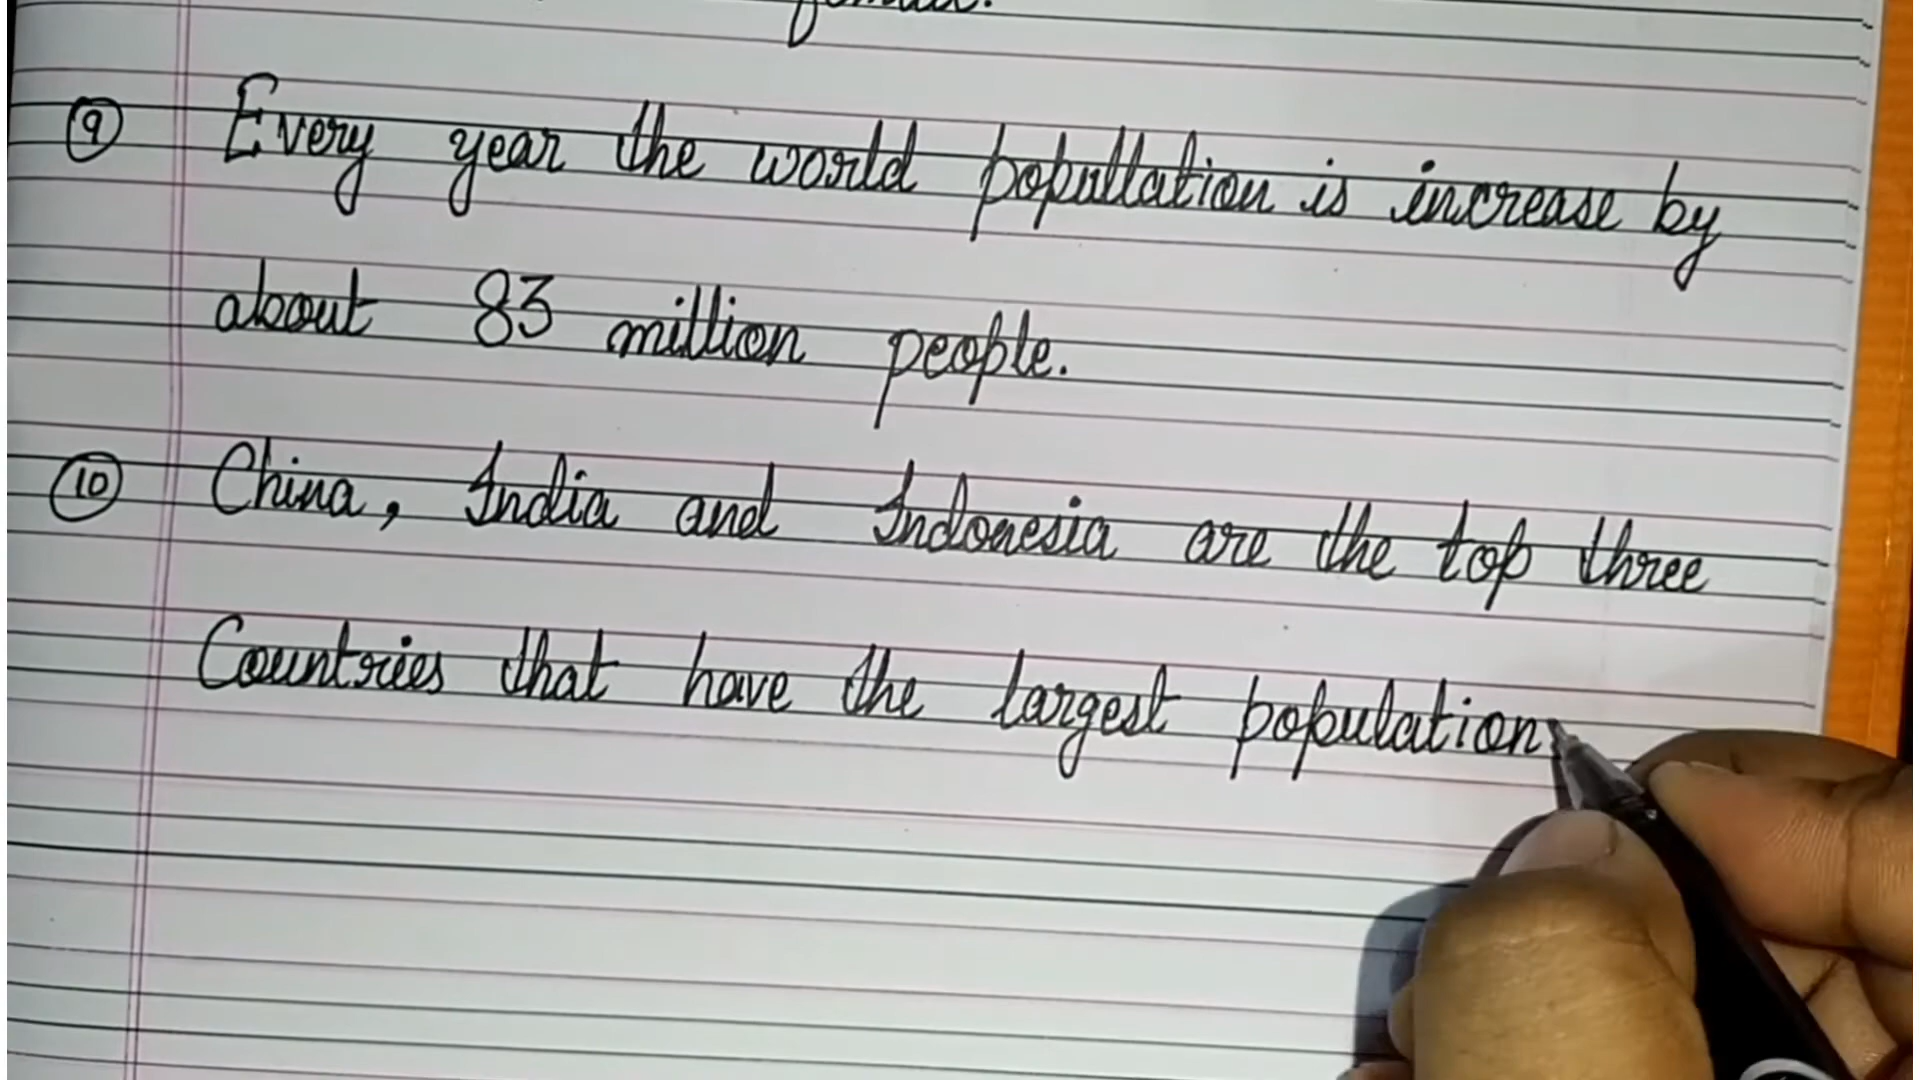 9 Every year the world popultation is increase by
about 83 million people.
10 China, India and Indonesia are the top three
Countries that have the largest population